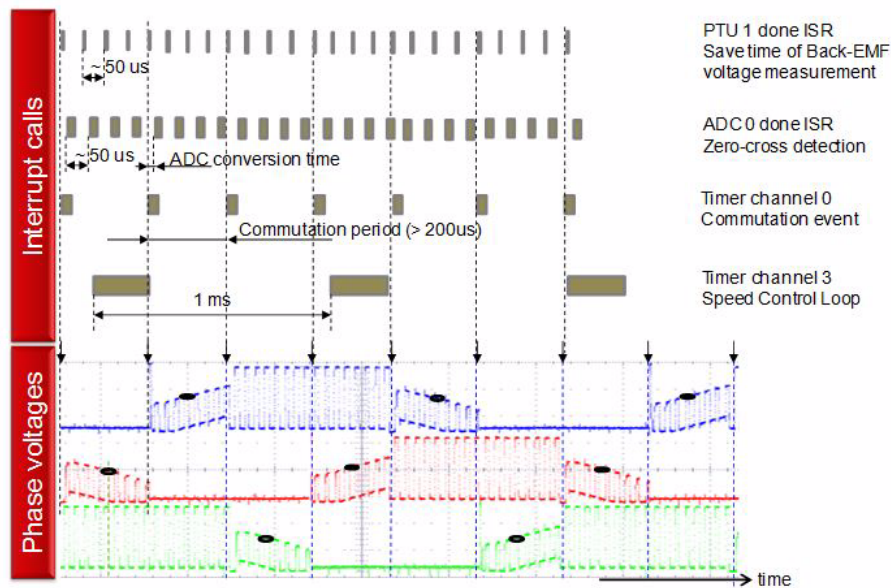 Interrupt calls
PTU 1 done ISR
Save time of Back-EMF
voltage measurement
~ 50 us
ADC 0 done ISR
Zero-cross detection
~ 50 us
ADC conversion time
Timer channel 0
Commutation event
Commutation period (> 200us)
Timer channel 3
Speed Control Loop
1 ms
Phase voltages
time